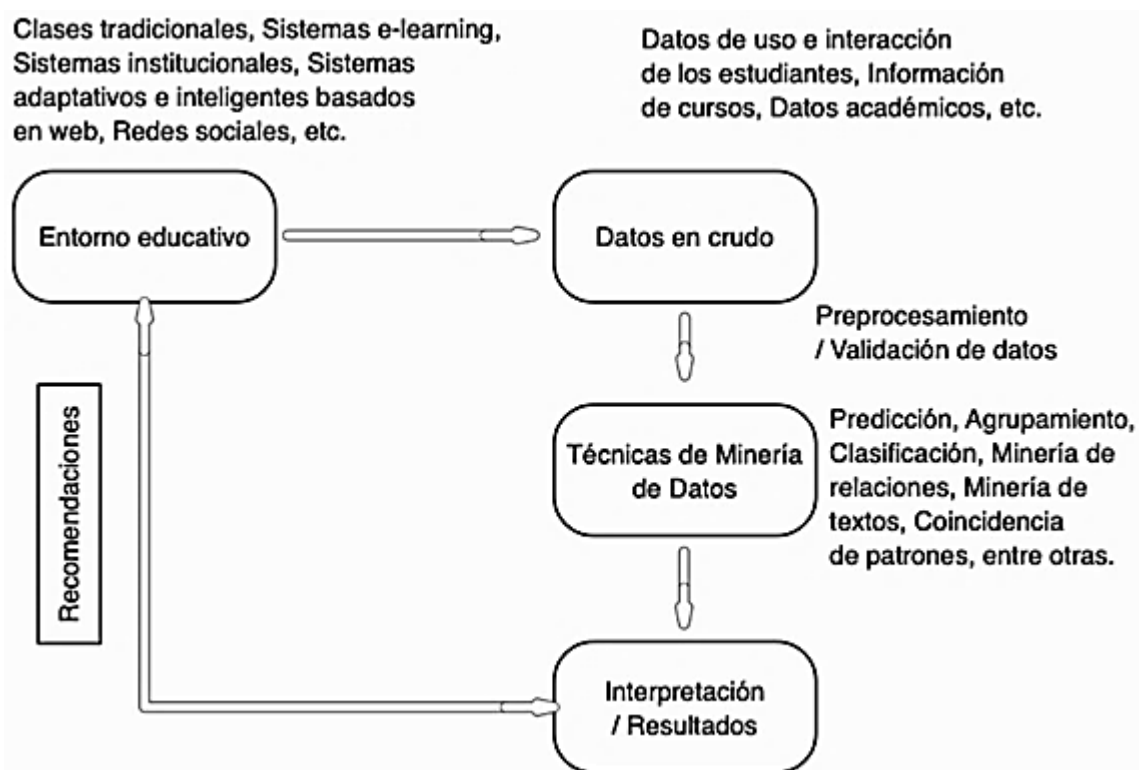 Clases tradicionales, Sistemas e-learning,
Sistemas institucionales, Sistemas
adaptativos e inteligentes basados
en web, Redes sociales, etc.
Datos de uso e interacción
de los estudiantes, Información
de cursos, Datos académicos, etc.
Entorno educativo
Datos en crudo
Preprocesamiento
/ Validación de datos
Técnicas de Minería
de Datos
Predicción, Agrupamiento,
Clasificación, Minería de
relaciones, Minería de
textos, Coincidencia
de patrones, entre otras.
Recomendaciones
Interpretación
/ Resultados